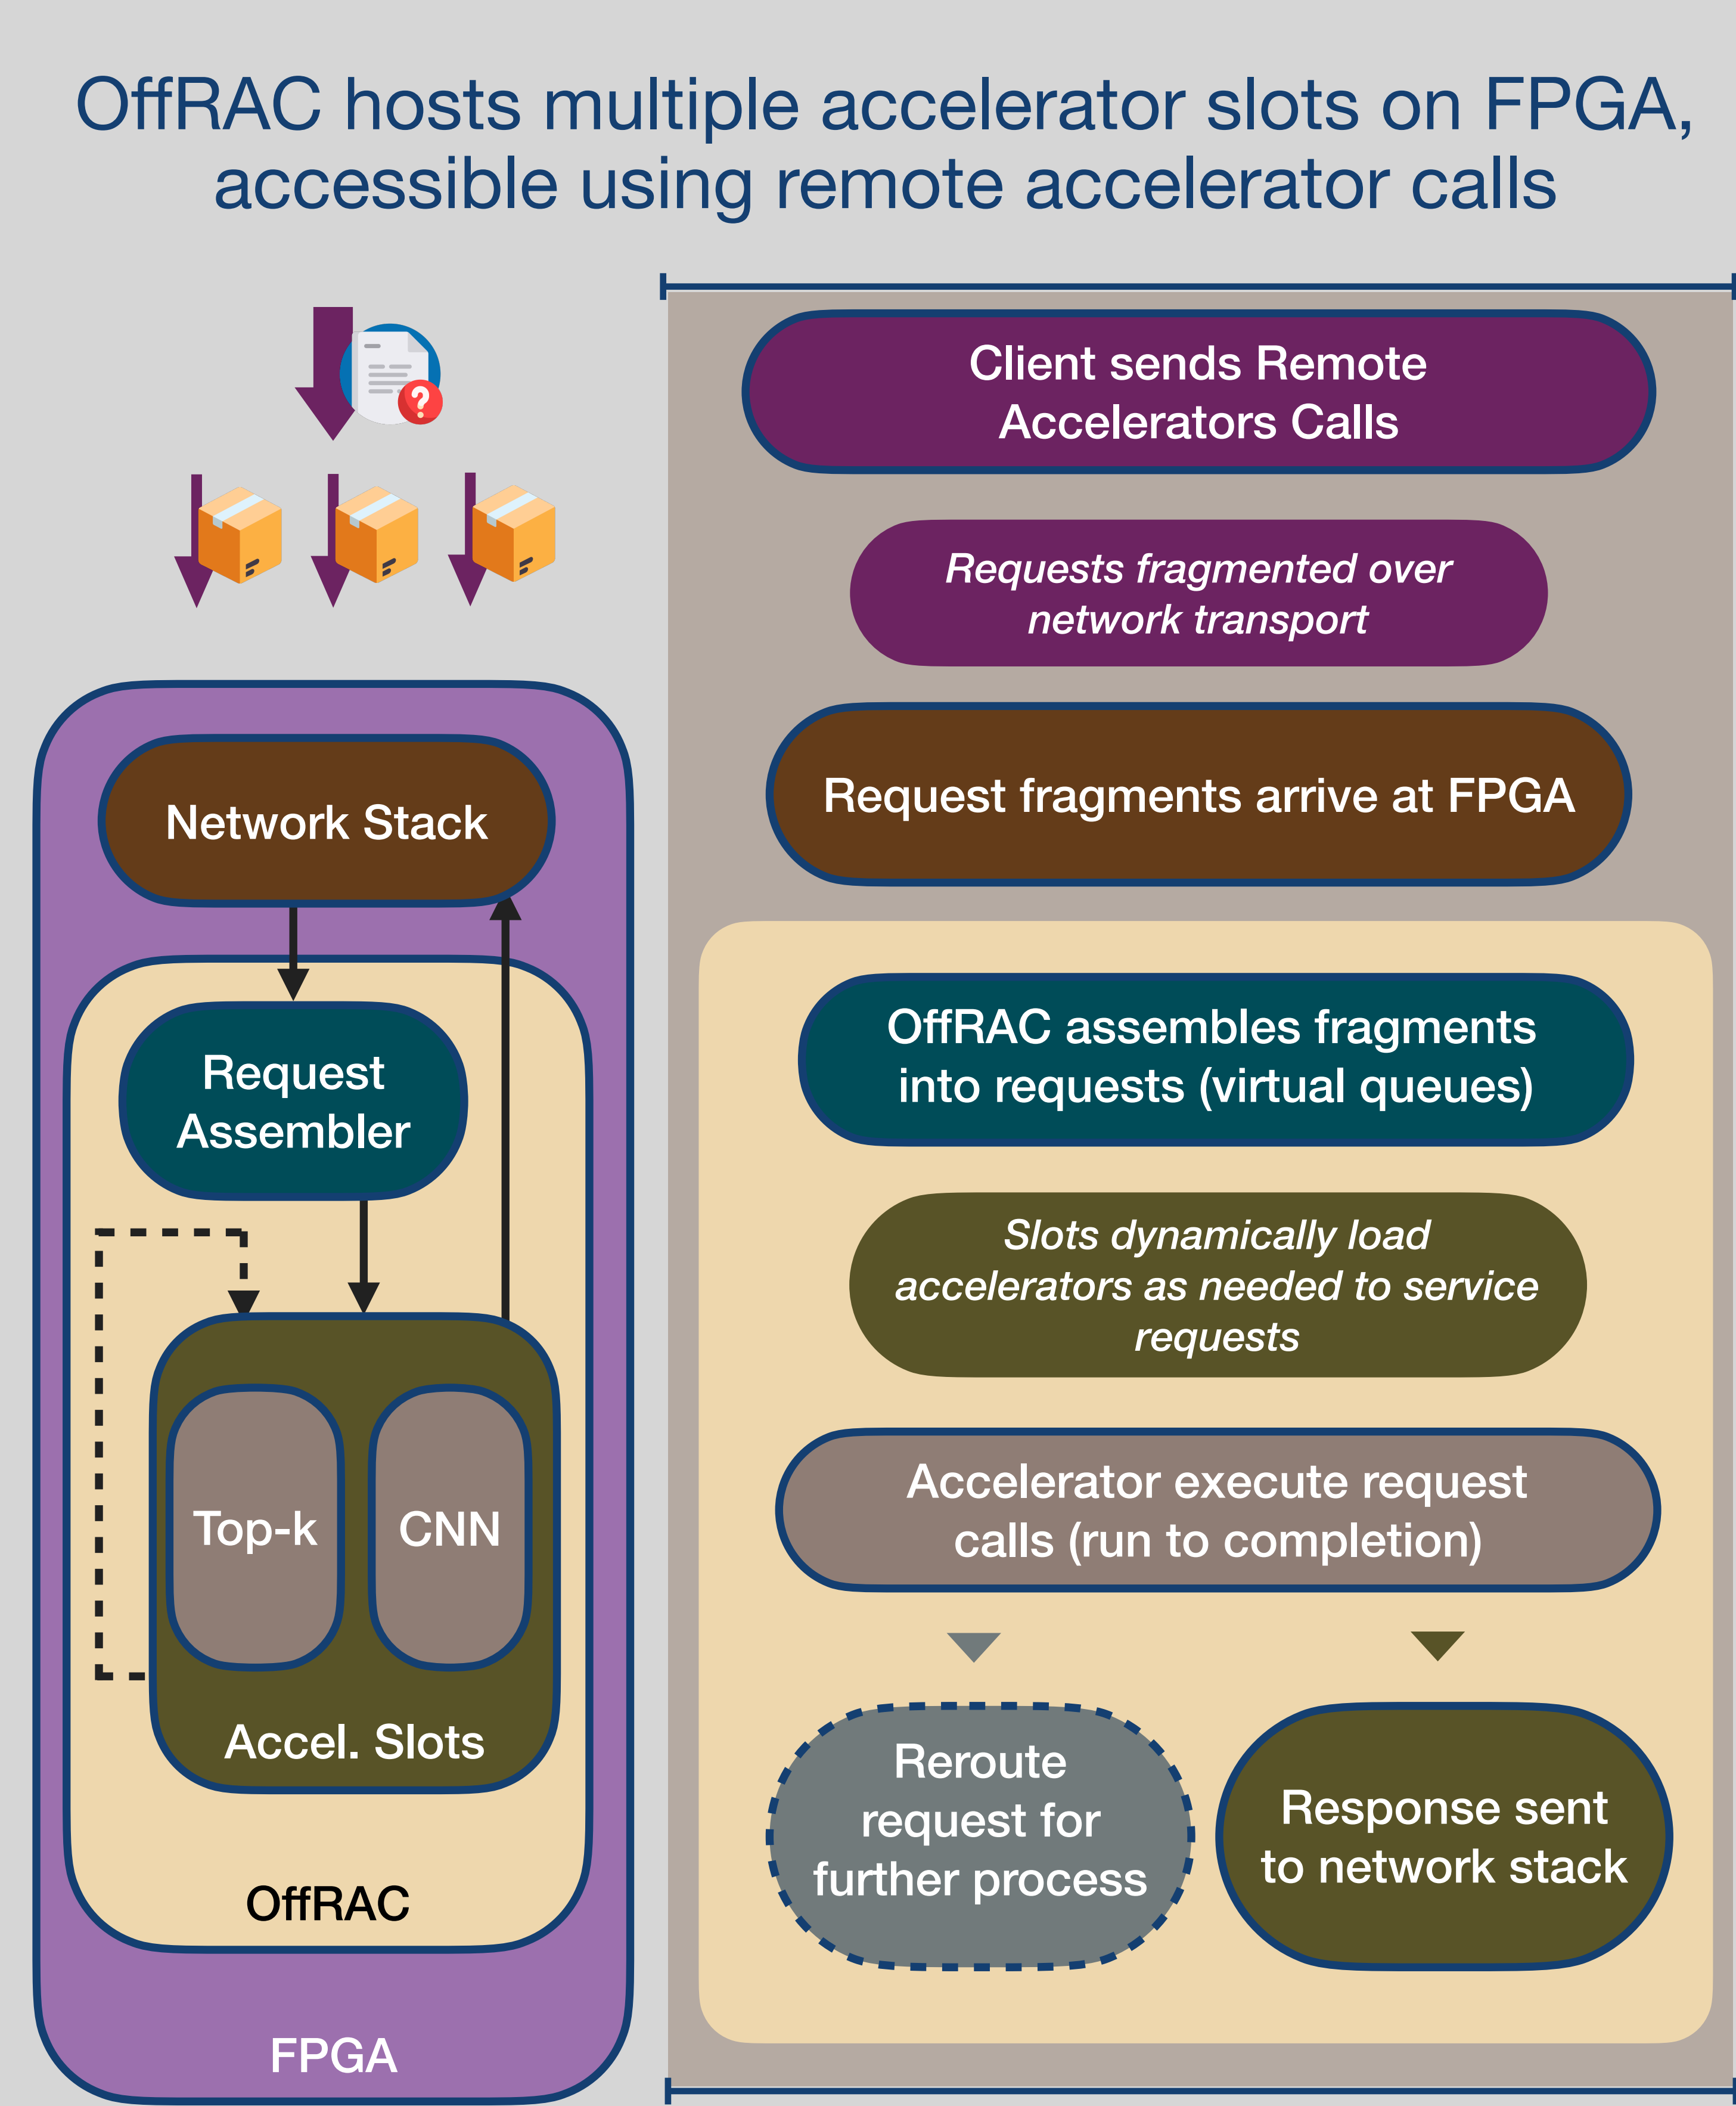 OffRAC hosts multiple accelerator slots on FPGA,
accessible using remote accelerator calls
Network Stack
Request
Assembler
Top-k
CNN
Accel. Slots
OffRAC
FPGA
Client sends Remote
Accelerators Calls
Requests fragmented over
network transport
Request fragments arrive at FPGA
OffRAC assembles fragments
into requests (virtual queues)
Slots dynamically load
accelerators as needed to service
requests
Accelerator execute request
calls (run to completion)
Reroute
request for
further process
Response sent
to network stack